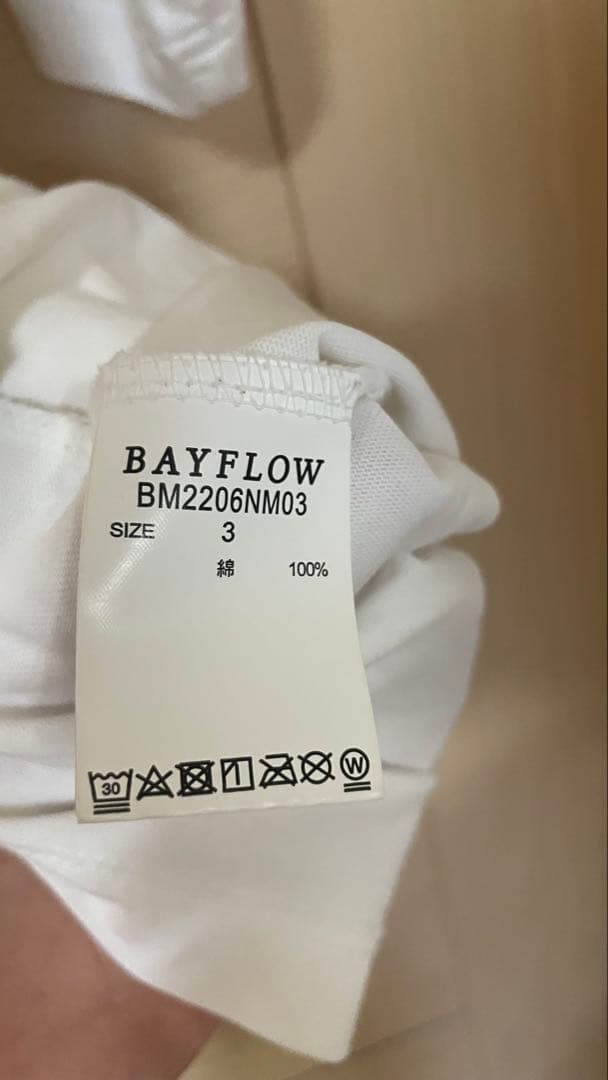 BAYFLOW
BM2206NM03
SIZE 3
綿 100%
30 W